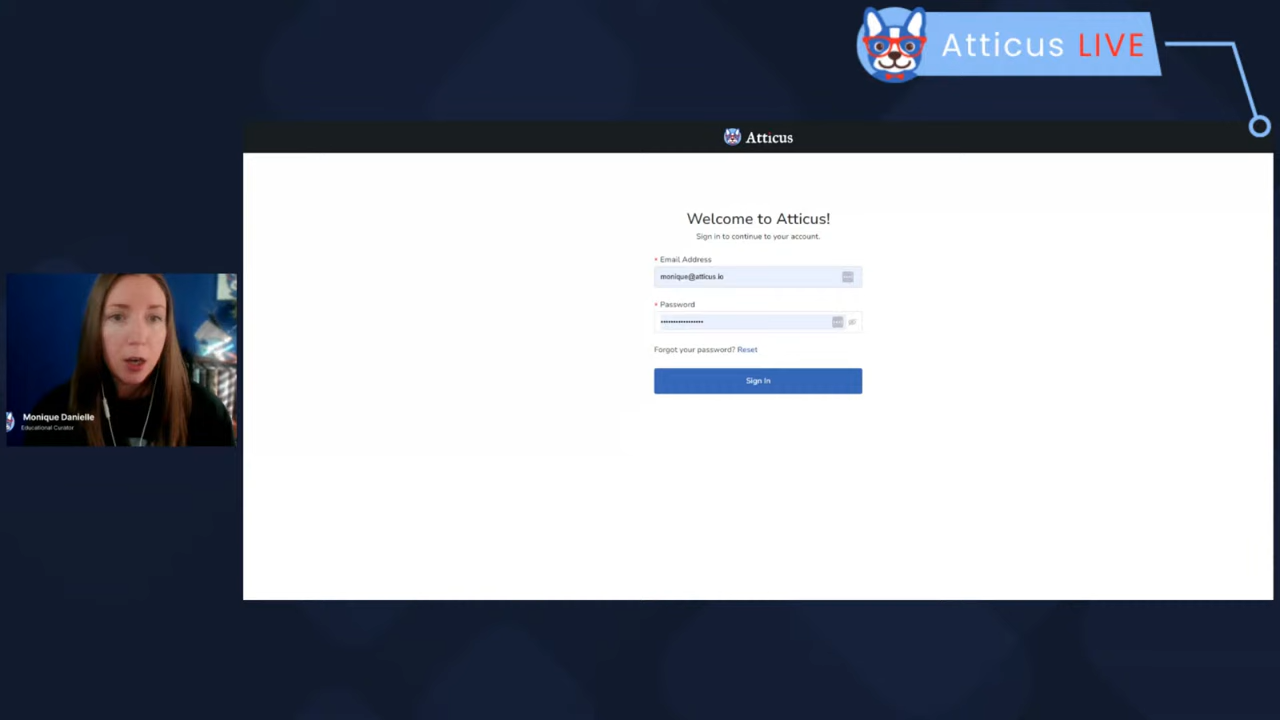 Atticus LIVE
Atticus
Welcome to Atticus!
Sign in to continue to your account.
* Email Address
monique@atticus.io
* Password
•••••••••••••••••
Forgot your password? Reset
Sign In
Monique Danielle
Educational Curator